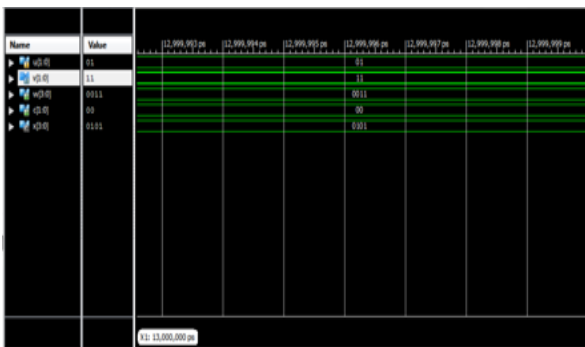 Name Value 12,999,993 ps 12,999,994 ps 12,999,995 ps 12,999,996 ps 12,999,997 ps 12,999,998 ps 12,999,999 ps
u[1:0] 01 01
v[1:0] 11 11
w[3:0] 0011 0011
c[1:0] 00 00
x[3:0] 0101 0101
X1: 13,000,000 ps